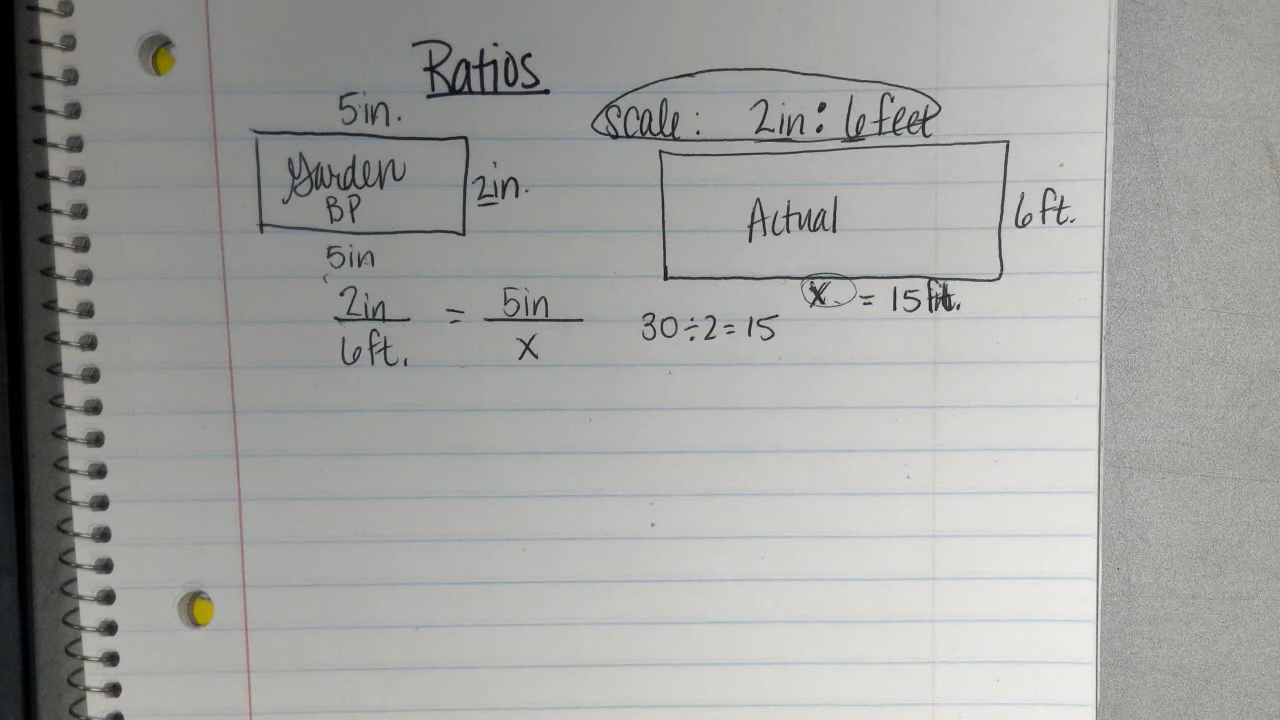 Ratios
5in.
scale: 2in: 6feet
Garden
BP
2in.
Actual
6ft.
5in
x = 15ft.
2in = 5in
6ft. x
30÷2=15